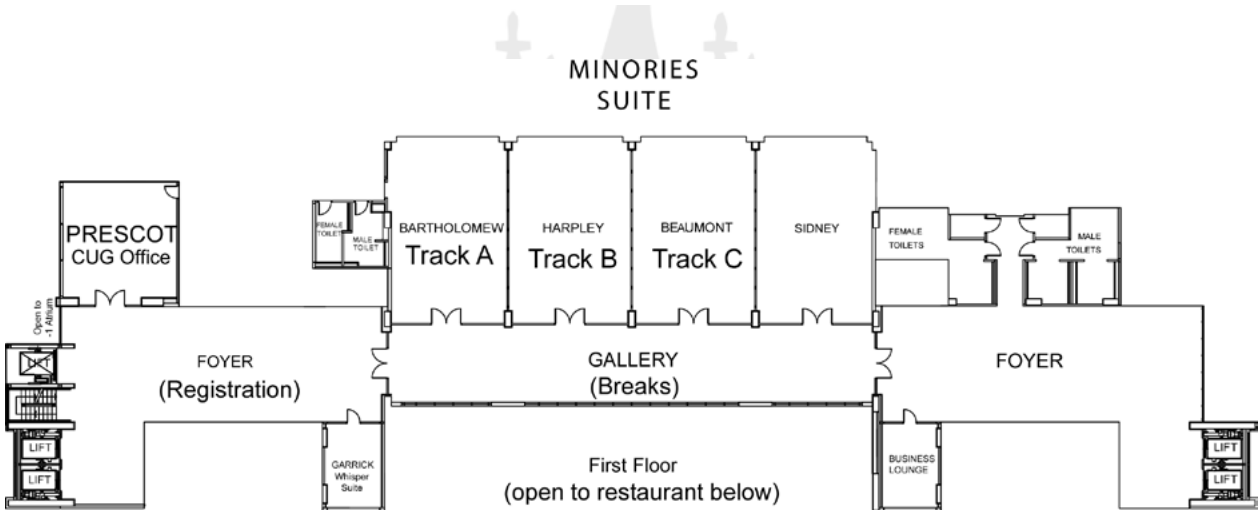 MINORIES
SUITE
PRESCOT
CUG Office
FEMALE
TOILET
MALE
TOILET
BARTHOLOMEW
Track A
HARPLEY
Track B
BEAUMONT
Track C
SIDNEY
FEMALE
TOILETS
MALE
TOILETS
Open to
-1 Atrium
LIFT
FOYER
(Registration)
GALLERY
(Breaks)
FOYER
LIFT
LIFT
GARRICK
Whisper
Suite
First Floor
(open to restaurant below)
BUSINESS
LOUNGE
LIFT
LIFT